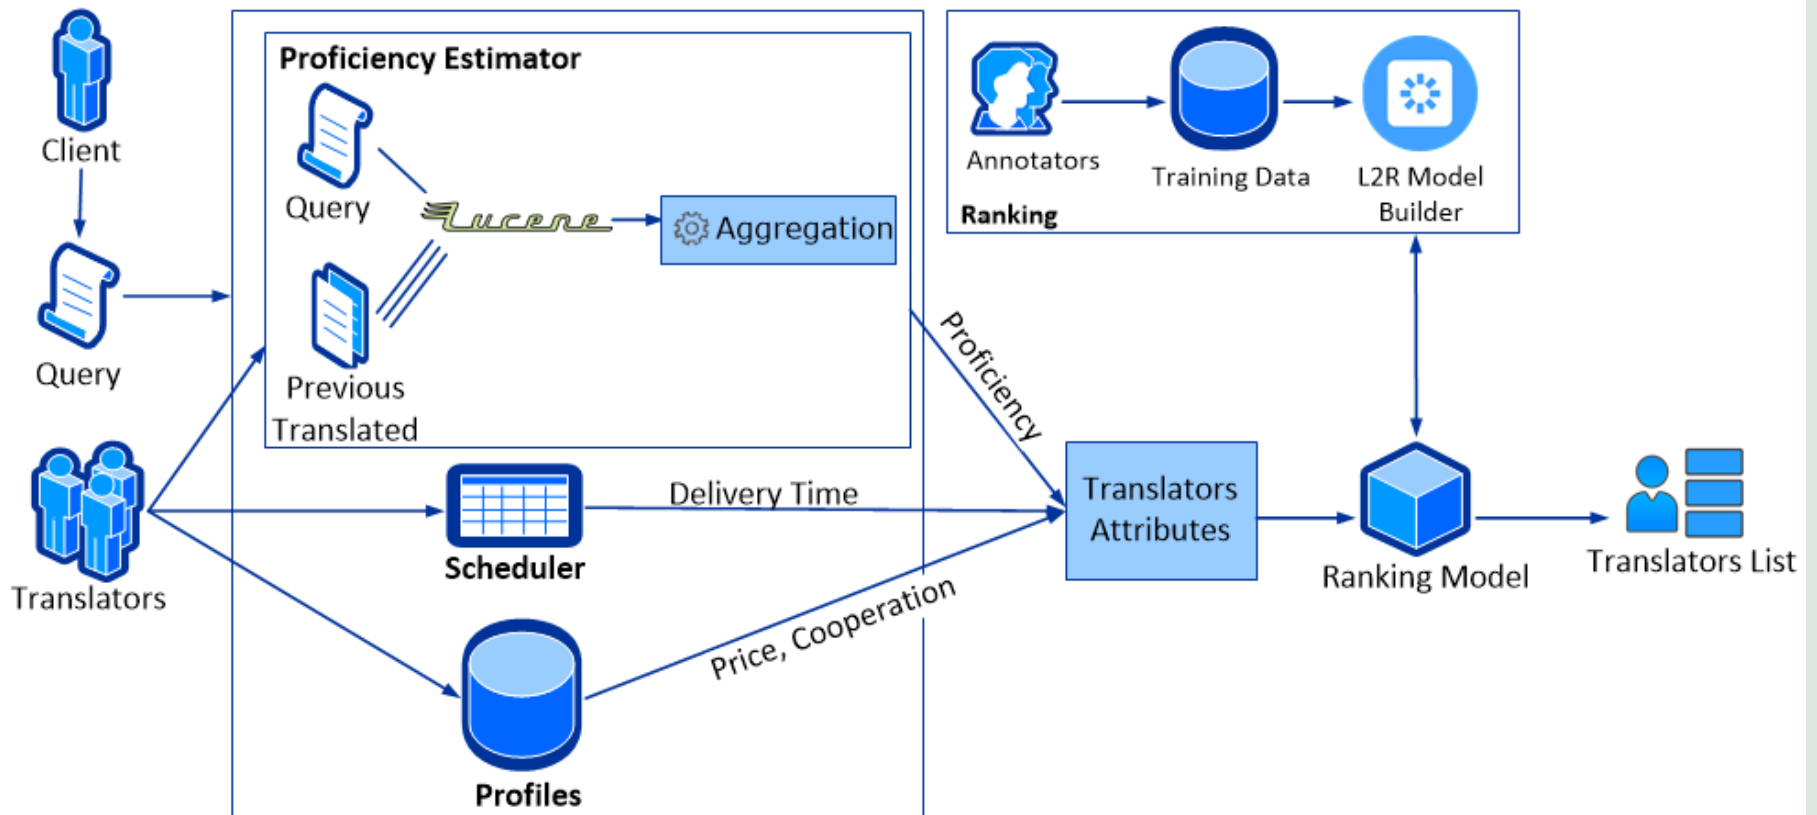 Client
Query
Translators
Proficiency Estimator
Query
Lucene
Aggregation
Previous
Translated
Scheduler
Profiles
Proficiency
Delivery Time
Price, Cooperation
Annotators
Training Data
L2R Model
Builder
Ranking
Translators
Attributes
Ranking Model
Translators List